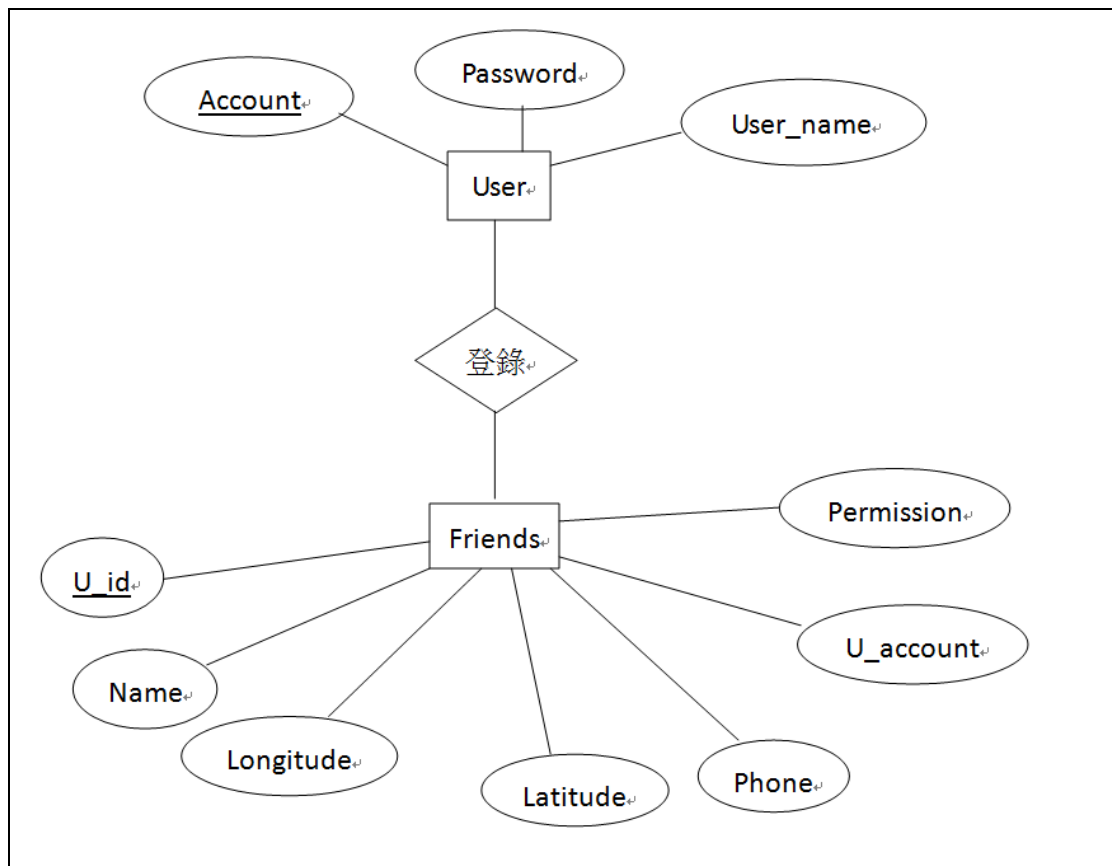 Password
Account
User_name
User
登錄
Permission
Friends
U_id
U_account
Name
Longitude
Phone
Latitude